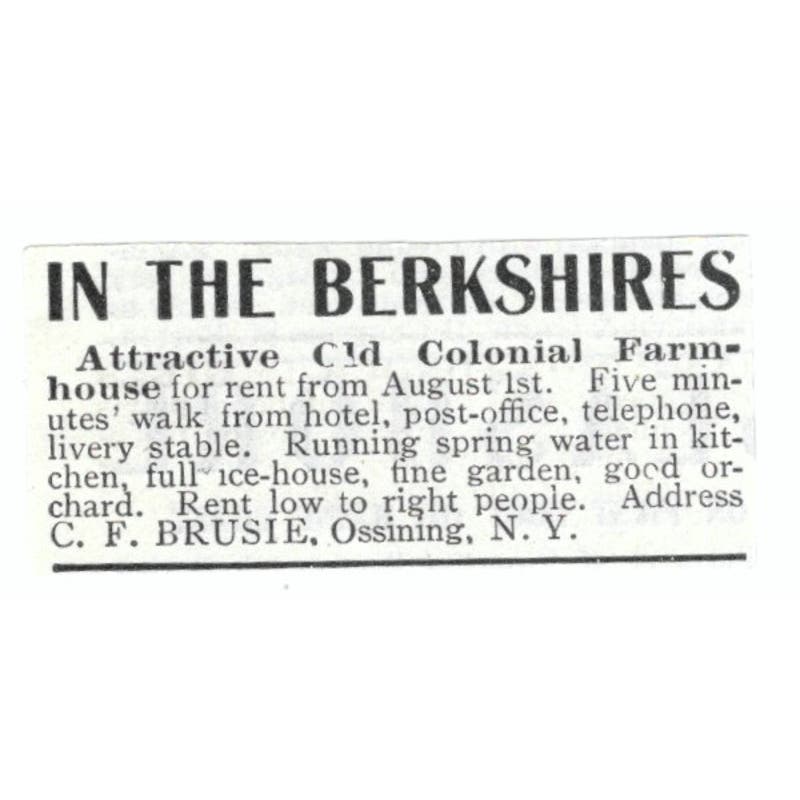 IN THE BERKSHIRES
Attractive Old Colonial Farm-
house for rent from August 1st. Five min-
utes' walk from hotel, post-office, telephone,
livery stable. Running spring water in kit-
chen, full ice-house, fine garden, good or-
chard. Rent low to right people. Address
C. F. BRUSIE, Ossining, N. Y.